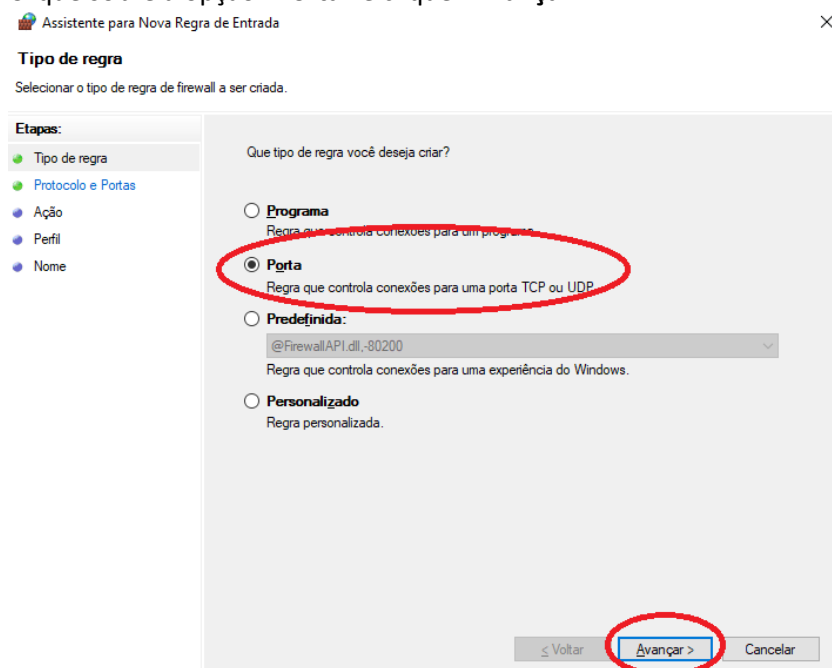 Assistente para Nova Regra de Entrada
Tipo de regra
Selecionar o tipo de regra de firewall a ser criada.
Etapas:
Tipo de regra
Protocolo e Portas
Ação
Perfil
Nome
Que tipo de regra você deseja criar?
Programa
Regra que controla conexões para um programa.
Porta
Regra que controla conexões para uma porta TCP ou UDP.
Predefinida:
@FirewallAPI.dll,-80200
Regra que controla conexões para uma experiência do Windows.
Personalizado
Regra personalizada.
< Voltar
Avançar >
Cancelar